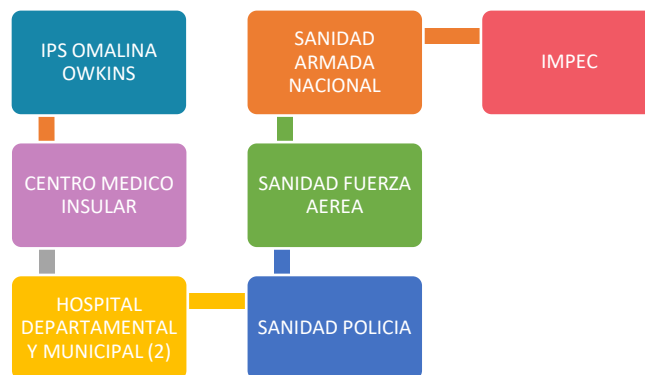 IPS OMALINA
OWKINS
CENTRO MEDICO
INSULAR
HOSPITAL
DEPARTAMENTAL
Y MUNICIPAL (2)
SANIDAD POLICIA
SANIDAD FUERZA
AEREA
SANIDAD
ARMADA
NACIONAL
IMPEC